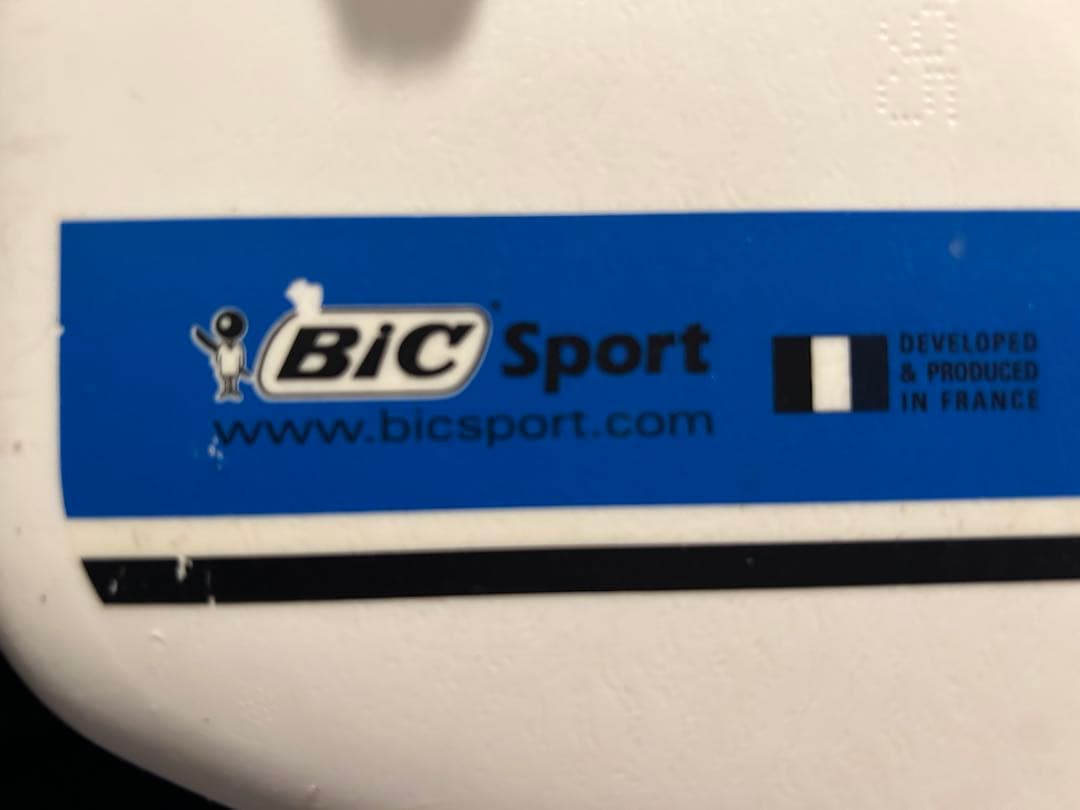 BiC Sport
www.bicsport.com
DEVELOPED
& PRODUCED
IN FRANCE